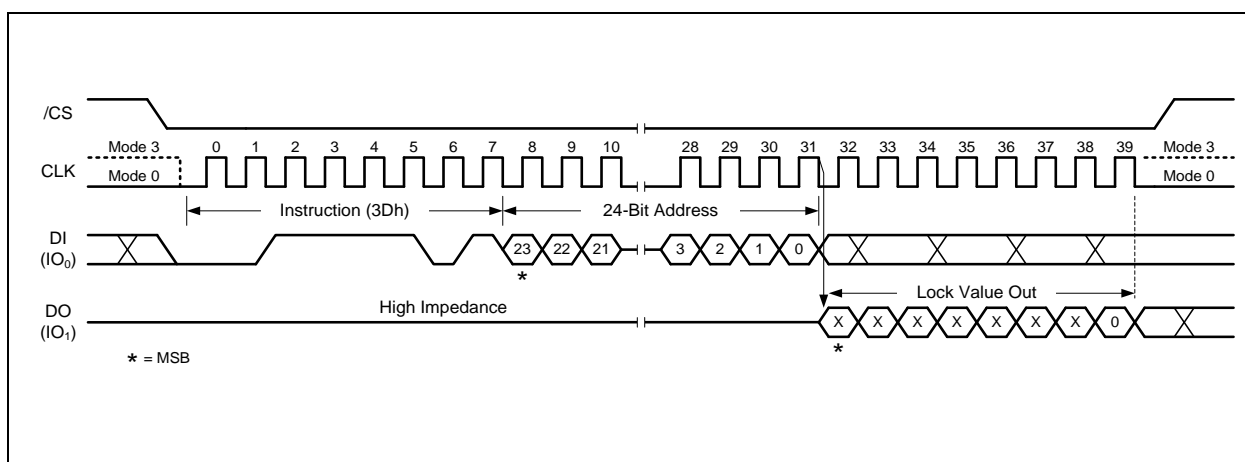 /CS
Mode 3 0 1 2 3 4 5 6 7 8 9 10 28 29 30 31 32 33 34 35 36 37 38 39 Mode 3
CLK
Mode 0 Mode 0
Instruction (3Dh) 24-Bit Address
DI
(IO₀)
23 22 21 3 2 1 0
*
High Impedance
Lock Value Out
DO
(IO₁)
X X X X X X X 0
*
* = MSB